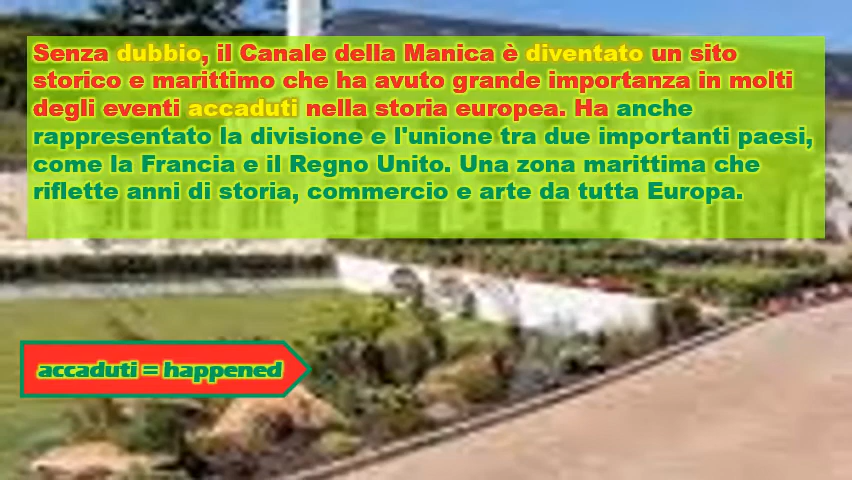 Senza dubbio, il Canale della Manica è diventato un sito
storico e marittimo che ha avuto grande importanza in molti
degli eventi accaduti nella storia europea. Ha anche
rappresentato la divisione e l'unione tra due importanti paesi,
come la Francia e il Regno Unito. Una zona marittima che
riflette anni di storia, commercio e arte da tutta Europa.
accaduti = happened